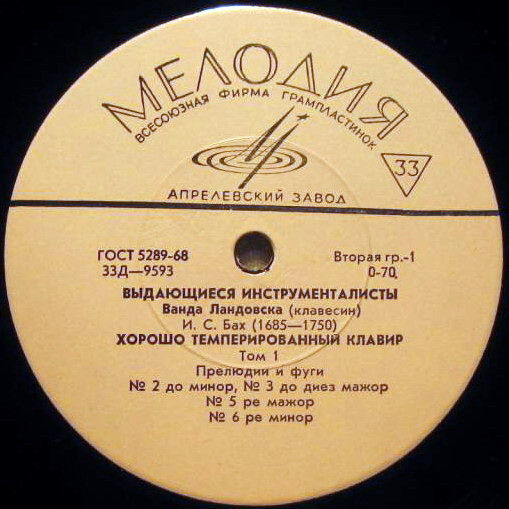 МЕЛОДИЯ
ВСЕСОЮЗНАЯ ФИРМА ГРАМПЛАСТИНОК
33
АПРЕЛЕВСКИЙ ЗАВОД
ГОСТ 5289-68 Вторая гр.-1
33Д—9593 0-70
ВЫДАЮЩИЕСЯ ИНСТРУМЕНТАЛИСТЫ
Ванда Ландовска (клавесин)
И. С. Бах (1685—1750)
ХОРОШО ТЕМПЕРИРОВАННЫЙ КЛАВИР
Том 1
Прелюдии и фуги
№ 2 до минор, № 3 до диез мажор
№ 5 ре мажор
№ 6 ре минор